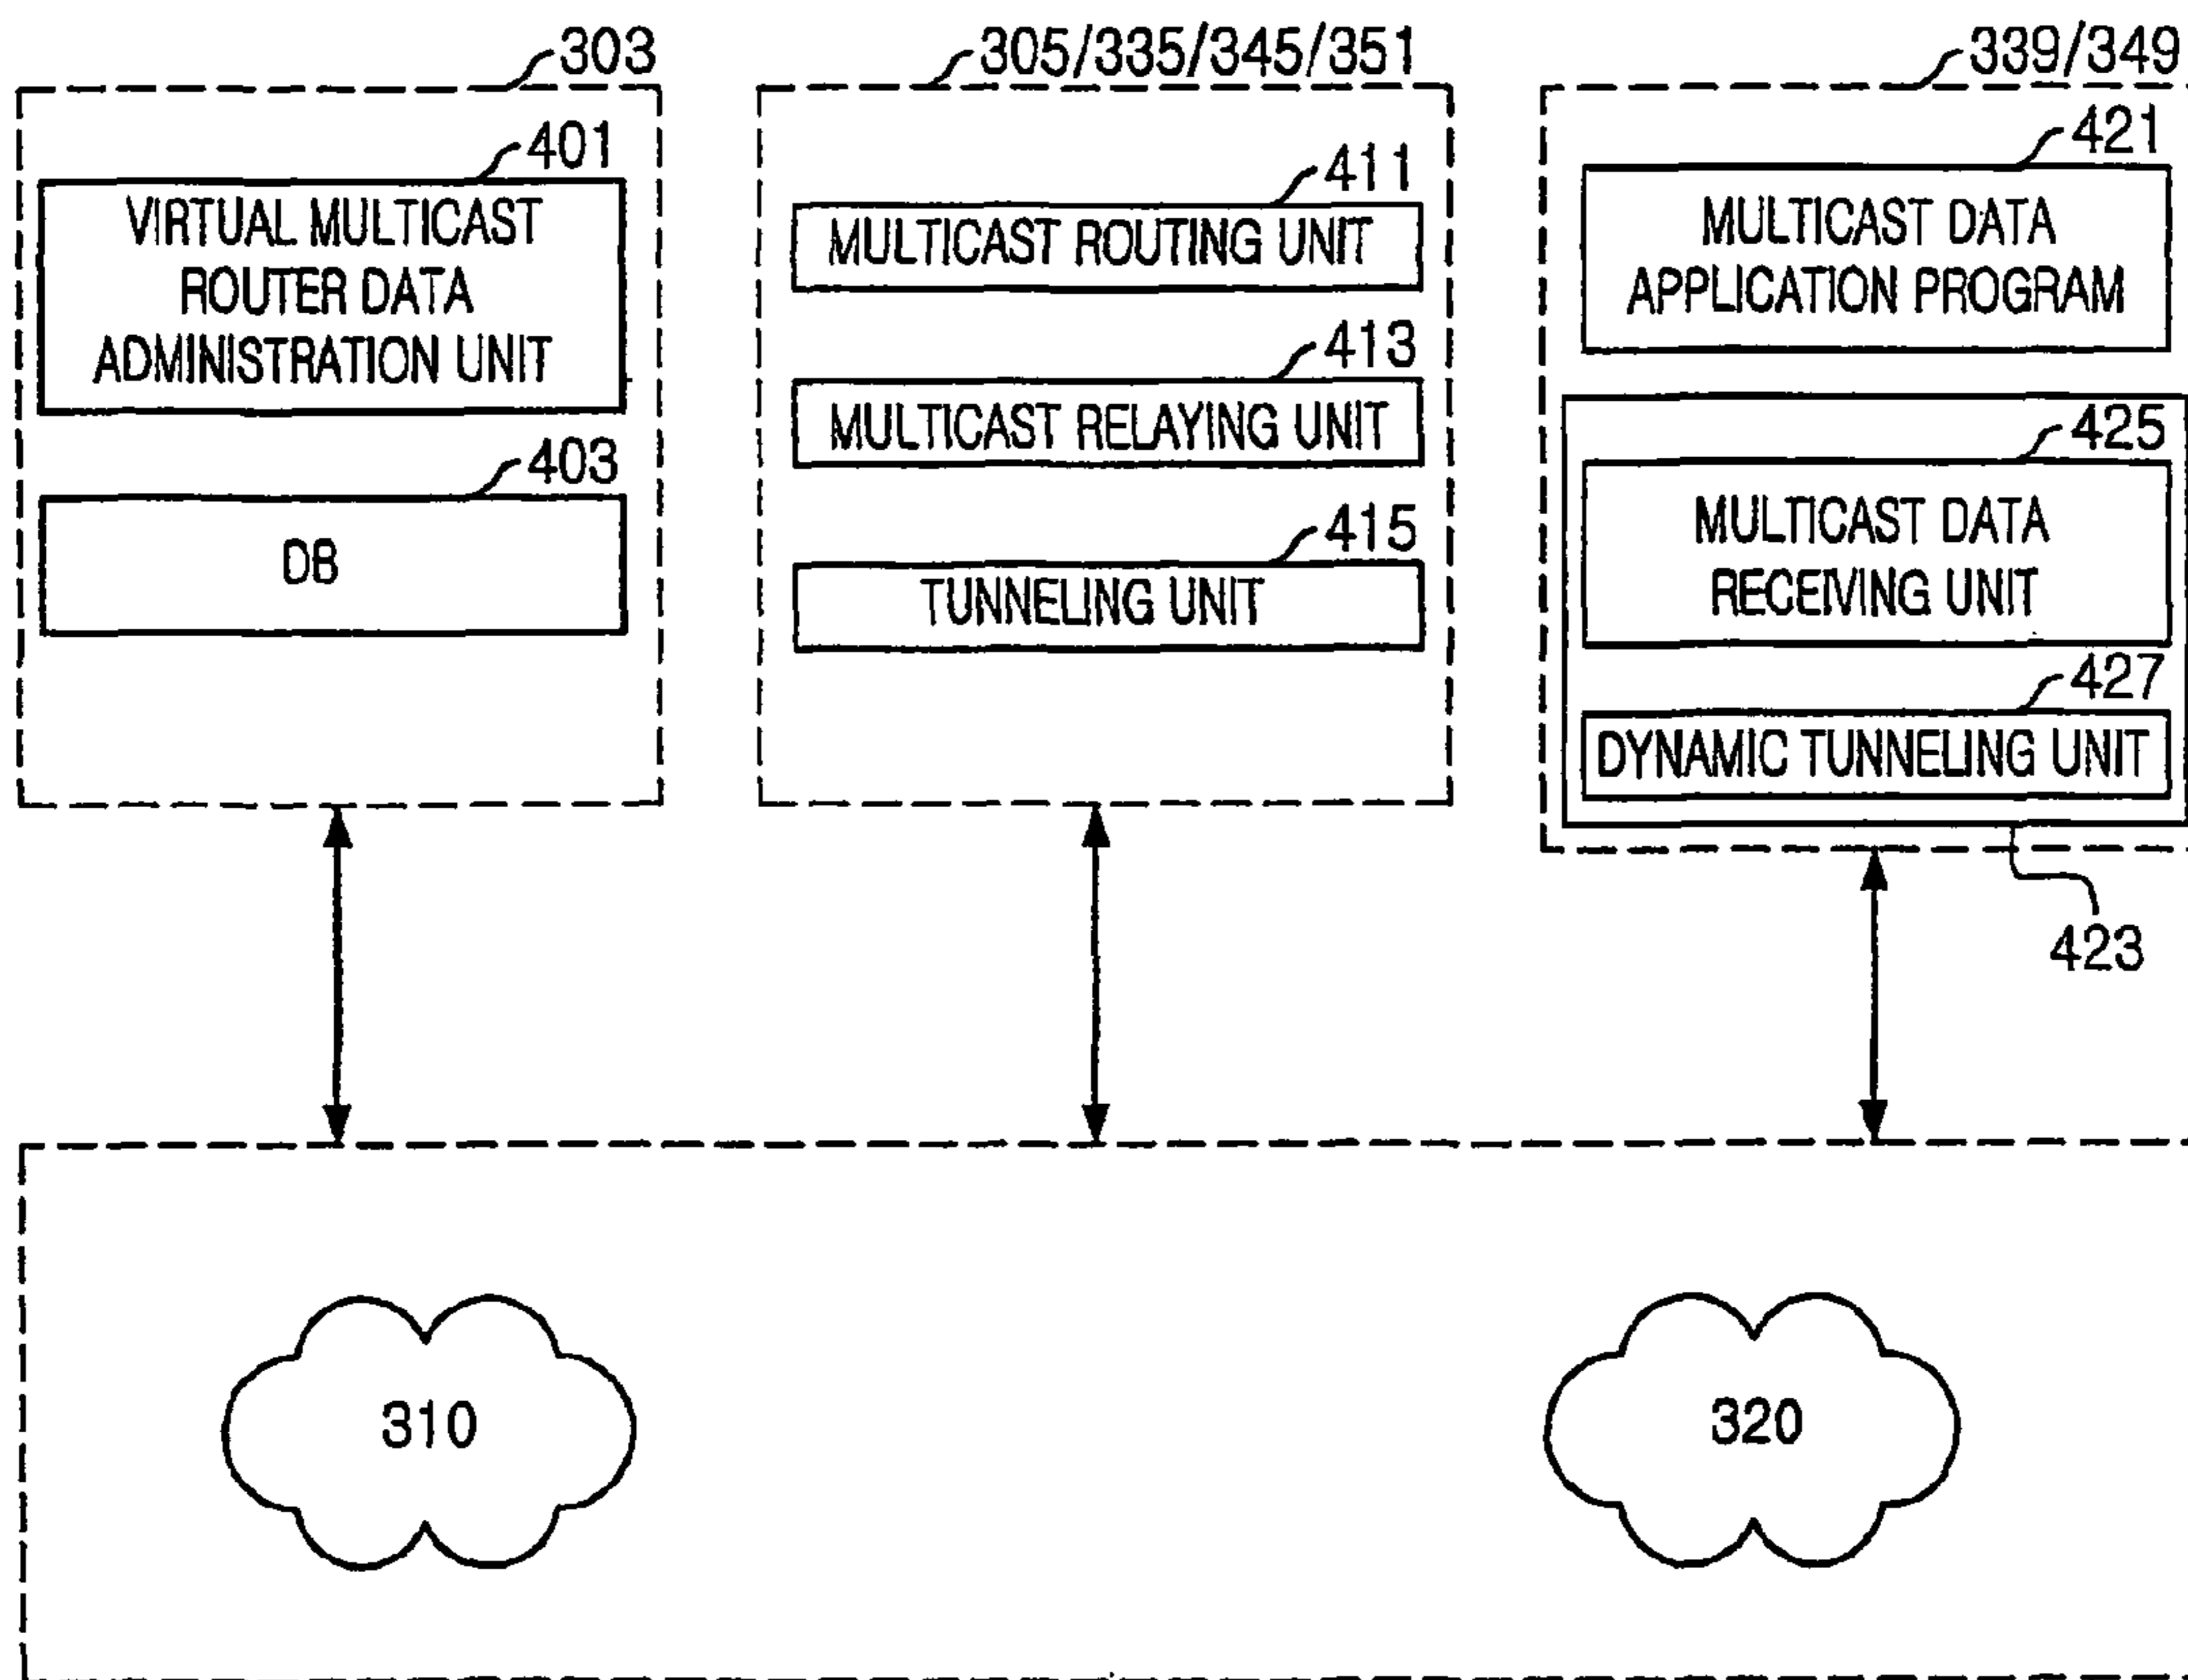 303
401
VIRTUAL MULTICAST
ROUTER DATA
ADMINISTRATION UNIT
403
DB
305/335/345/351
411
MULTICAST ROUTING UNIT
413
MULTICAST RELAYING UNIT
415
TUNNELING UNIT
339/349
421
MULTICAST DATA
APPLICATION PROGRAM
425
MULTICAST DATA
RECEIVING UNIT
427
DYNAMIC TUNNELING UNIT
423
310
320